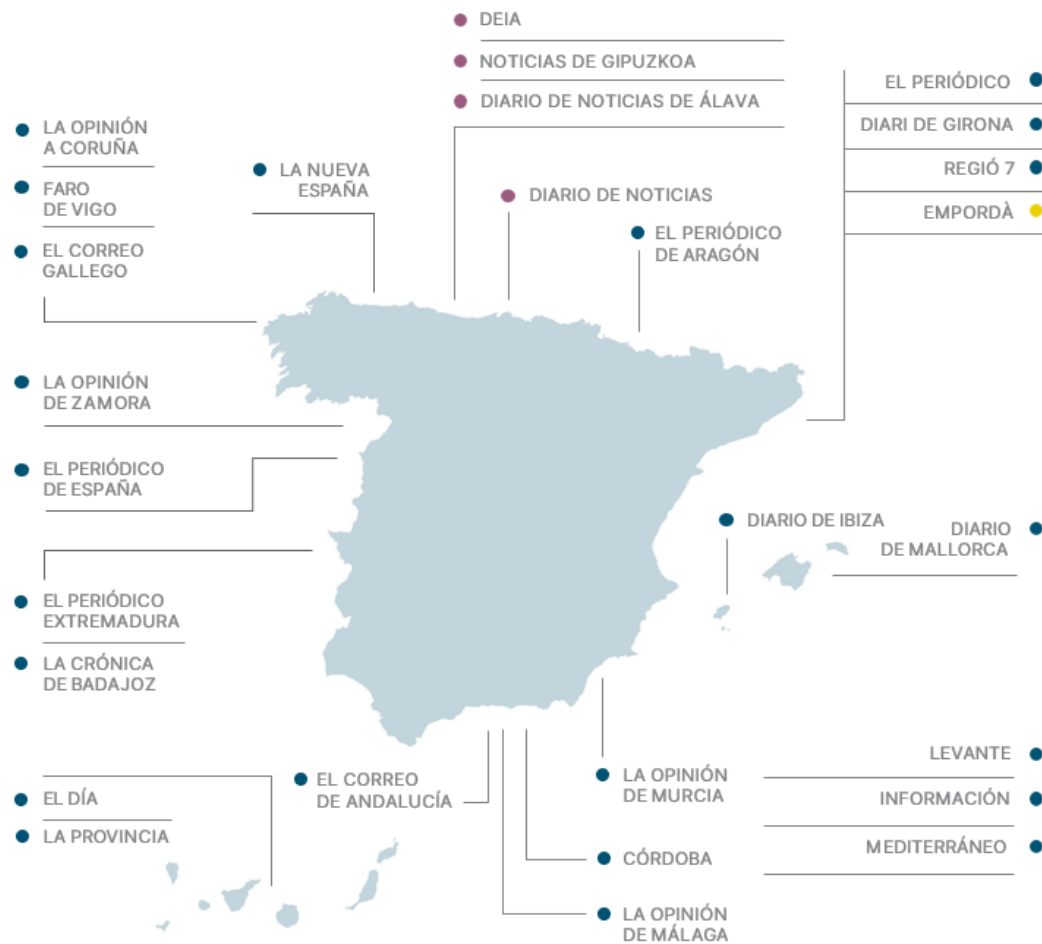 DEIA
NOTICIAS DE GIPUZKOA
DIARIO DE NOTICIAS DE ÁLAVA
EL PERIÓDICO
DIARI DE GIRONA
REGIÓ 7
EMPORDÀ
LA OPINIÓN
A CORUÑA
FARO
DE VIGO
EL CORREO
GALLEGO
LA NUEVA
ESPAÑA
DIARIO DE NOTICIAS
EL PERIÓDICO
DE ARAGÓN
LA OPINIÓN
DE ZAMORA
EL PERIÓDICO
DE ESPAÑA
DIARIO DE IBIZA
DIARIO
DE MALLORCA
EL PERIÓDICO
EXTREMADURA
LA CRÓNICA
DE BADAJOZ
EL DÍA
LA PROVINCIA
EL CORREO
DE ANDALUCÍA
LA OPINIÓN
DE MURCIA
CÓRDOBA
LA OPINIÓN
DE MÁLAGA
LEVANTE
INFORMACIÓN
MEDITERRÁNEO